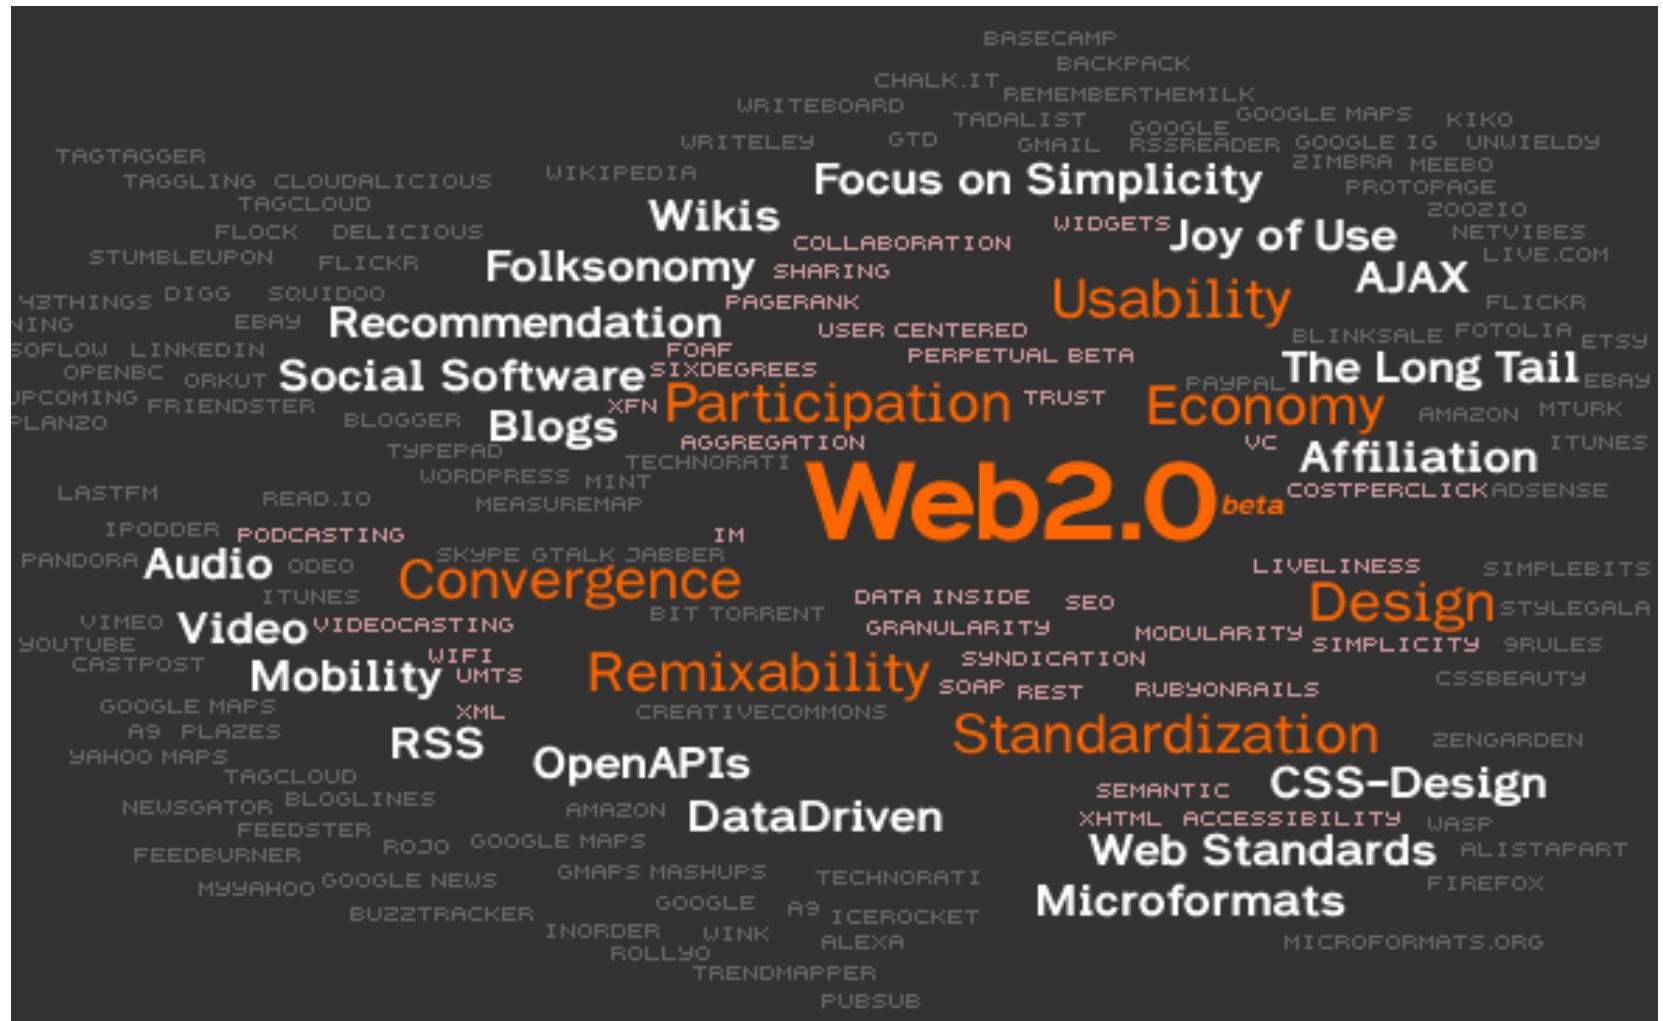 BASECAMP
BACKPACK
CHALK.IT
REMEMBERTHEMILK
WRITEBOARD
TADALIST
GOOGLE MAPS
KIKO
WRITELEY
GTD
GMAIL
GOOGLE
RSSREADER
GOOGLE IG
UNWIELDY
TAGTAGGER
ZIMBRA
MEEBO
TAGGLING
CLOUDALICIOUS
WIKIPEDIA
Focus on Simplicity
PROTOPAGE
TAGCLOUD
Wikis
ZOOZIO
FLOCK
DELICIOUS
WIDGETS
Joy of Use
NETVIBES
COLLABORATION
STUMBLEUPON
FLICKR
Folksonomy
SHARING
LIVE.COM
AJAX
43THINGS
DIGG
SQUIDOO
PAGERANK
Usability
FLICKR
NING
EBAY
Recommendation
USER CENTERED
BLINKSALE
FOTOLIA
ETSY
SOFLOW
LINKEDIN
FOAF
PERPETUAL BETA
OPENBC
ORKUT
Social Software
SIXDEGREES
PAYPAL
The Long Tail
EBAY
UPCOMING
FRIENDSTER
XFN
Participation
TRUST
Economy
AMAZON
MTURK
PLANZO
BLOGGER
Blogs
AGGREGATION
VC
ITUNES
TYPEPAD
TECHNORATI
Affiliation
WORDPRESS
MINT
LASTFM
READ.IO
MEASUREMAP
Web2.0
beta
COSTPERCLICK
ADSENSE
IPODDER
PODCASTING
IM
PANDORA
Audio
ODEO
SKYPE
GTALK
JABBER
LIVELINESS
SIMPLEBITS
Convergence
ITUNES
DATA INSIDE
SEO
Design
STYLEGALA
VIMEO
Video
VIDEOCASTING
BIT TORRENT
GRANULARITY
MODULARITY
YOUTUBE
SIMPLICITY
9RULES
CASTPOST
WIFI
SYNDICATION
Mobility
UMTS
Remixability
SOAP
REST
RUBYONRAILS
CSSBEAUTY
GOOGLE MAPS
XML
CREATIVECOMMONS
A9
PLAZES
RSS
Standardization
ZENGARDEN
YAHOO MAPS
OpenAPIs
TAGCLOUD
SEMANTIC
CSS-Design
NEWSGATOR
BLOGLINES
AMAZON
DataDriven
XHTML
ACCESSIBILITY
WASP
FEEDSTER
ROJO
GOOGLE MAPS
FEEDBURNER
Web Standards
ALISTAPART
MYYAHOO
GOOGLE NEWS
GMAPS MASHUPS
TECHNORATI
FIREFOX
BUZZTRACKER
GOOGLE
A9
ICEROCKET
Microformats
INORDER
WINK
ALEXA
MICROFORMATS.ORG
ROLLYO
TRENDMAPPER
PUBSUB